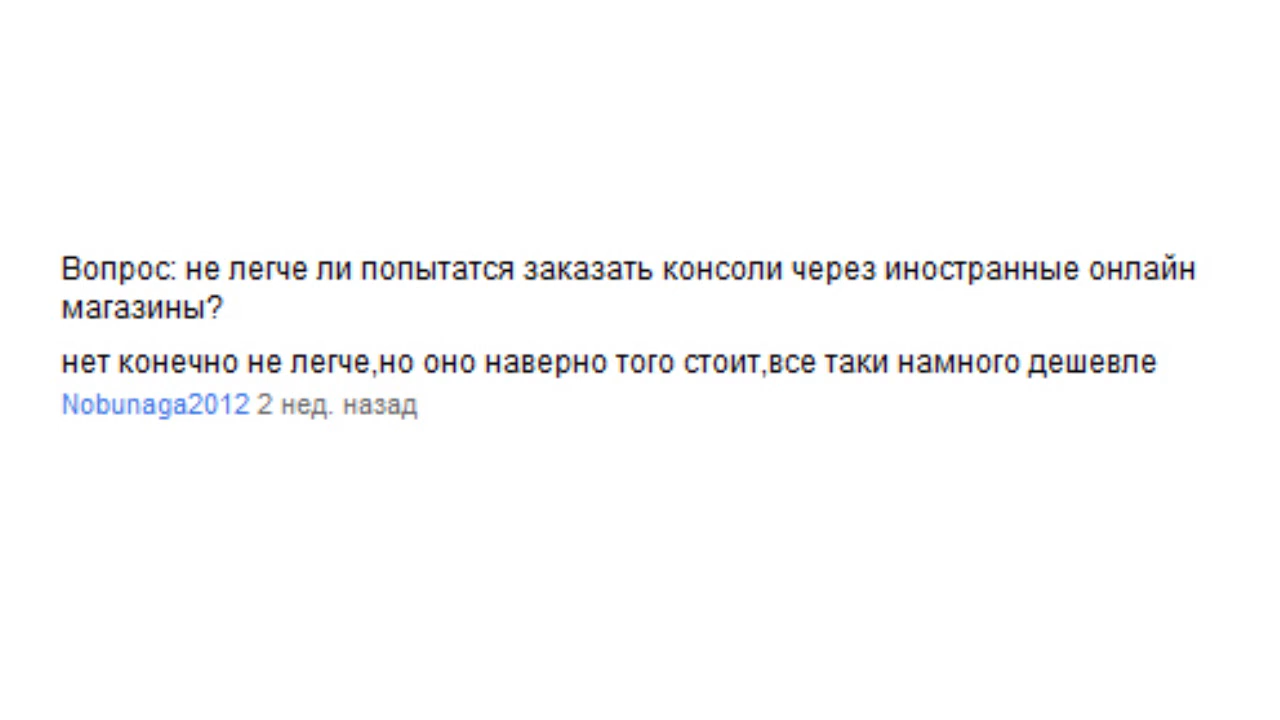 Вопрос: не легче ли попытатся заказать консоли через иностранные онлайн
магазины?
нет конечно не легче,но оно наверно того стоит,все таки намного дешевле
Nobunaga2012 2 нед. назад